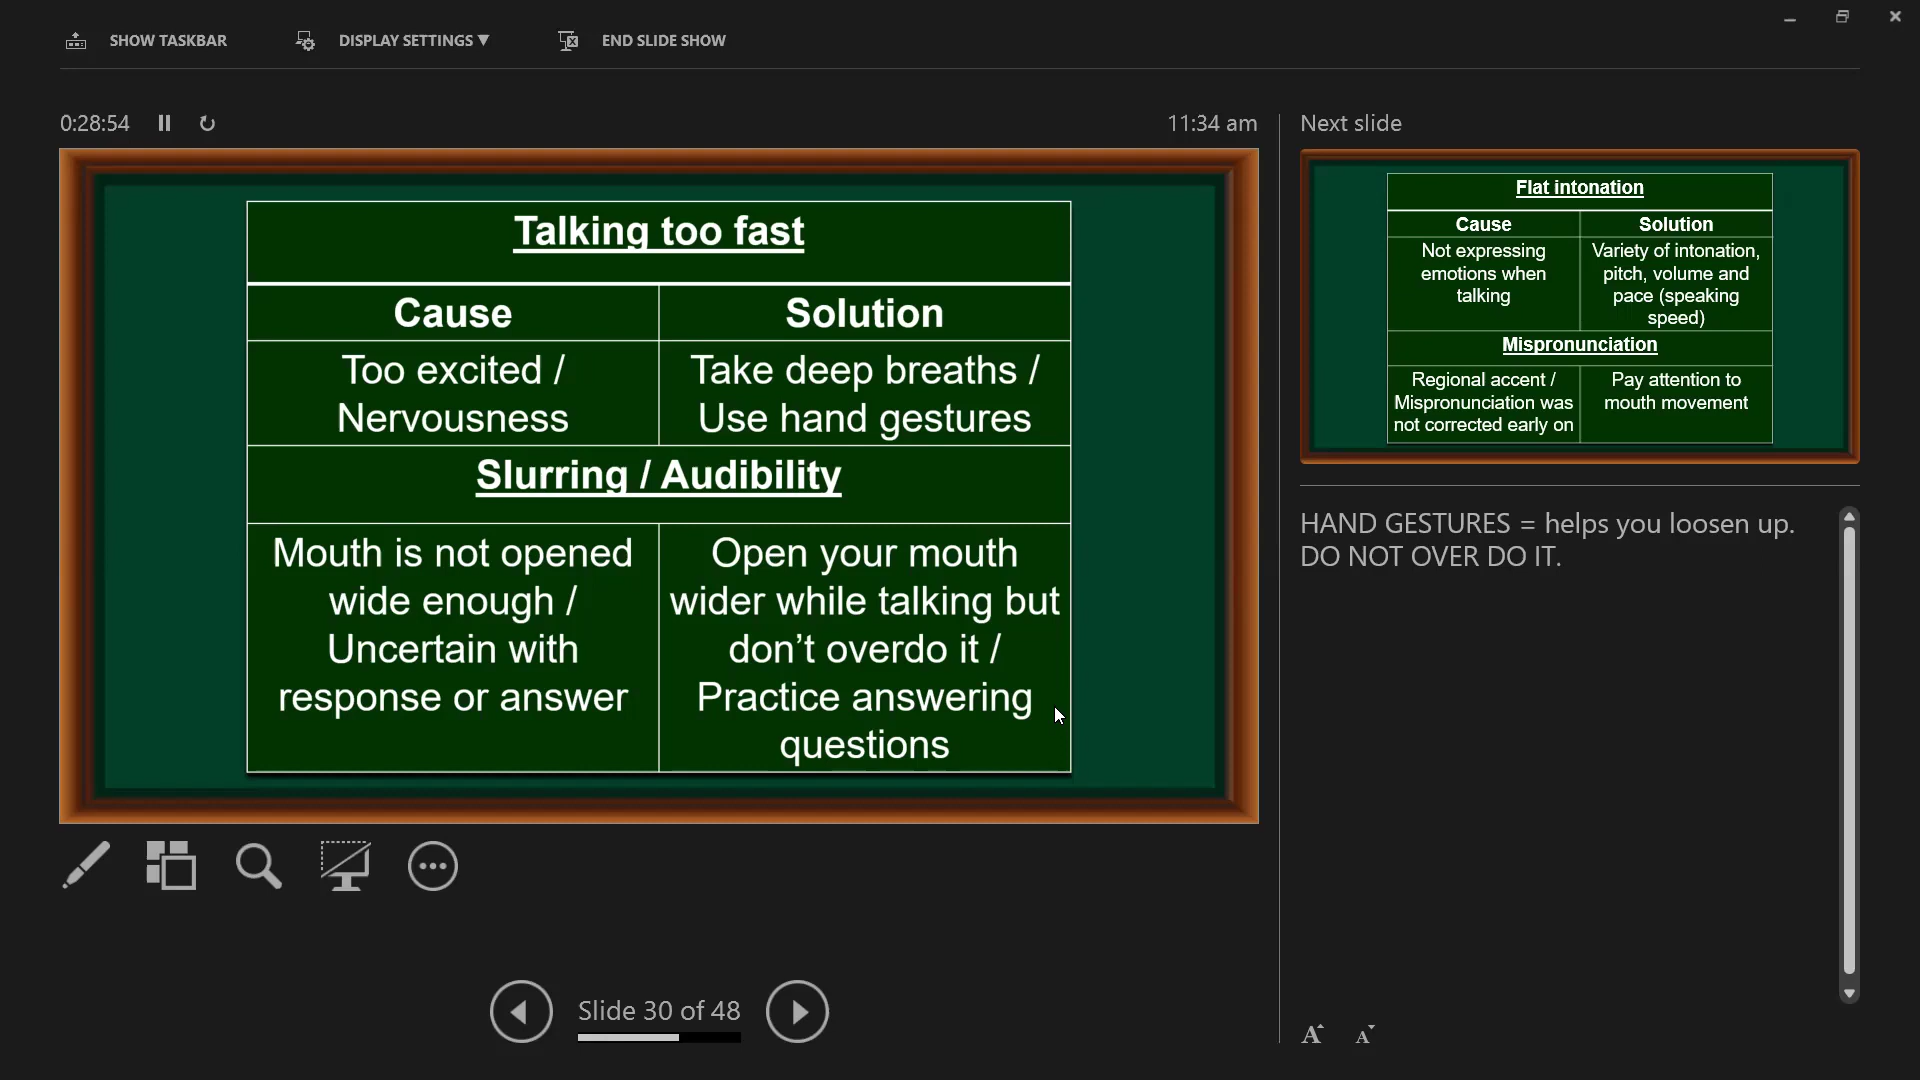 SHOW TASKBAR
DISPLAY SETTINGS ▼
END SLIDE SHOW
0:28:54
11:34 am
Talking too fast
Cause
Solution
Too excited /
Nervousness
Take deep breaths /
Use hand gestures
Slurring / Audibility
Mouth is not opened
wide enough /
Uncertain with
response or answer
Open your mouth
wider while talking but
don’t overdo it /
Practice answering
questions
Slide 30 of 48
Next slide
Flat intonation
Cause
Solution
Not expressing
emotions when
talking
Variety of intonation,
pitch, volume and
pace (speaking
speed)
Mispronunciation
Regional accent /
Mispronunciation was
not corrected early on
Pay attention to
mouth movement
HAND GESTURES = helps you loosen up.
DO NOT OVER DO IT.
A A